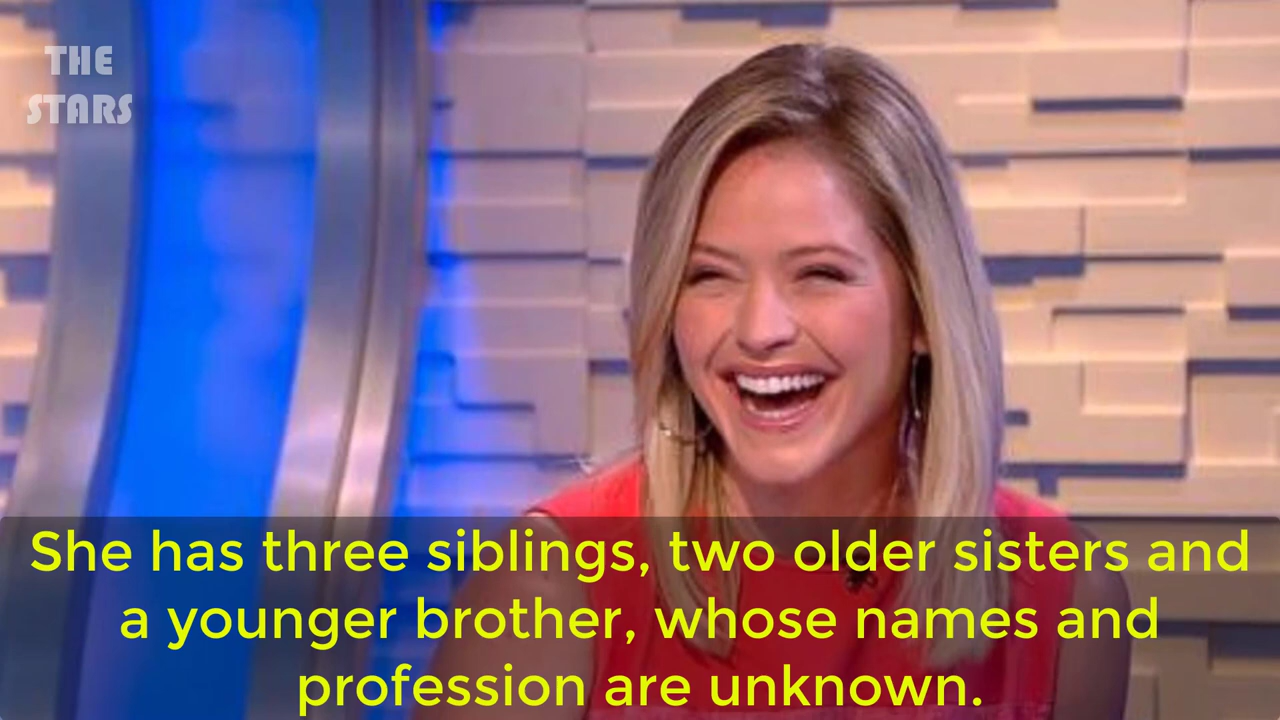 THE
STARS
She has three siblings, two older sisters and
a younger brother, whose names and
profession are unknown.